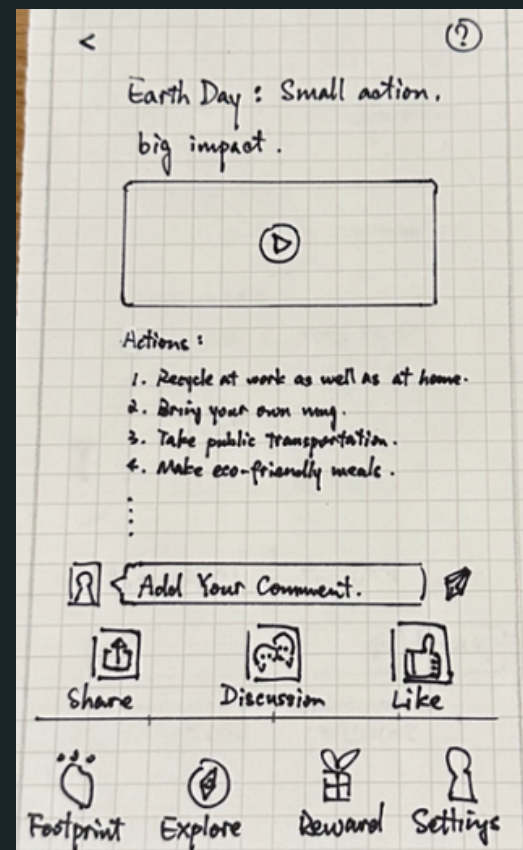 <
?
Earth Day : Small action,
big impact.
Actions :
1. Recycle at work as well as at home.
2. Bring your own mug.
3. Take public transportation.
4. Make eco-friendly meals.
Add Your Comment.
Share Discussion Like
Footprint Explore Reward Settings